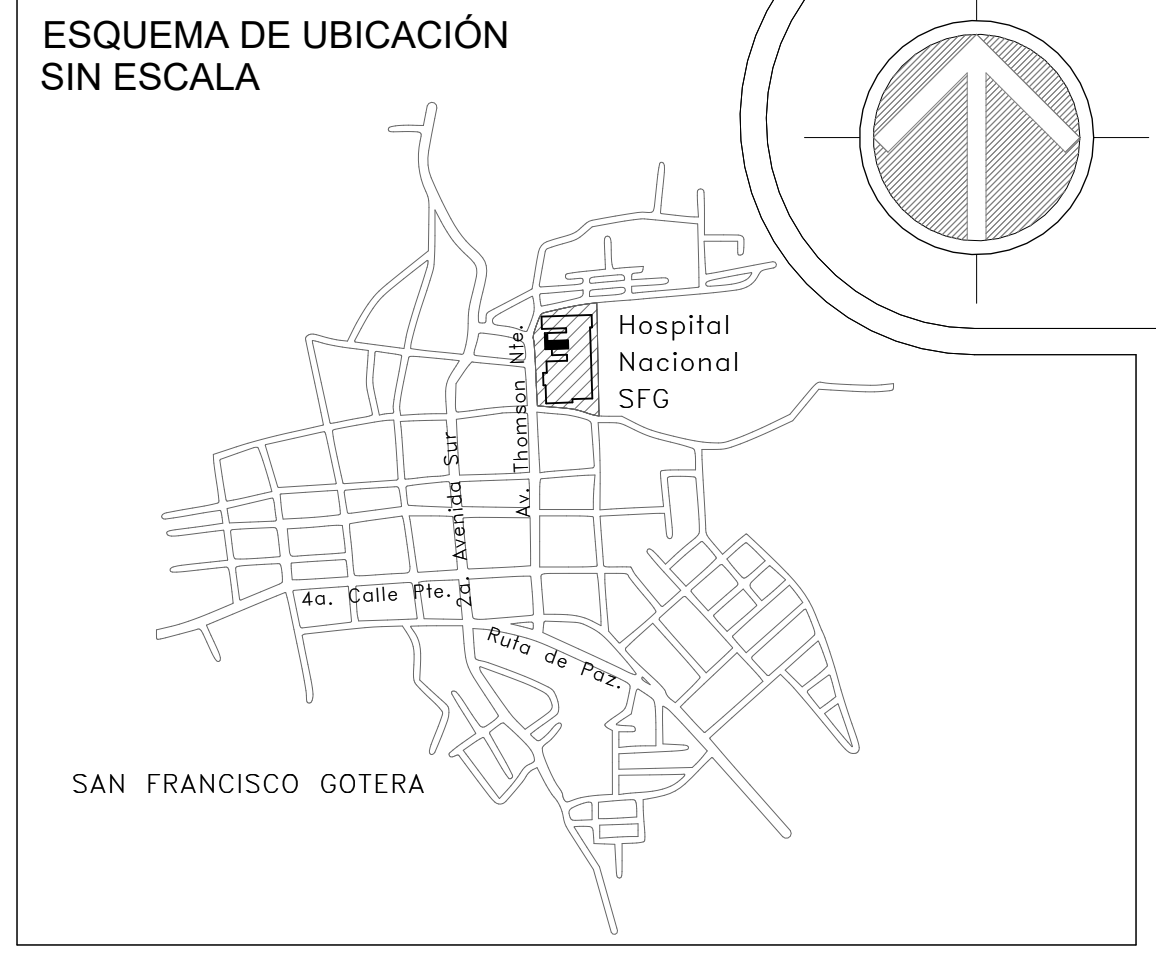 ESQUEMA DE UBICACIÓN
SIN ESCALA
Hospital
Nacional
SFG
Av. Thomson Nte.
2a. Avenida Sur
4a. Calle Pte.
Ruta de Paz.
SAN FRANCISCO GOTERA